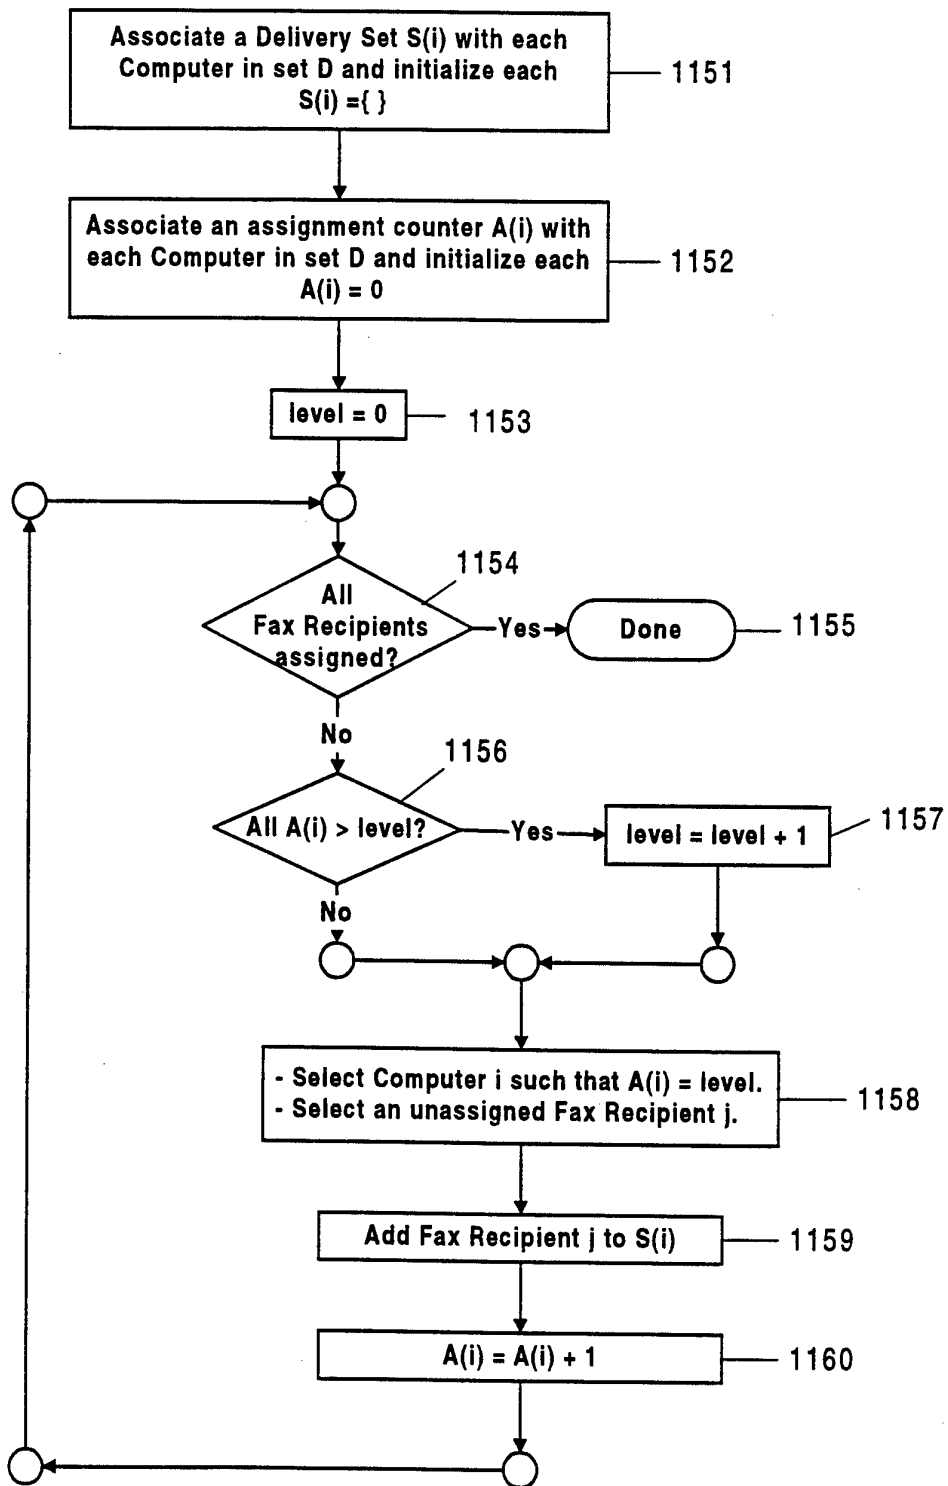 Associate a Delivery Set S(i) with each
Computer in set D and initialize each
S(i) ={ }
1151
Associate an assignment counter A(i) with
each Computer in set D and initialize each
A(i) = 0
1152
level = 0
1153
1154
All
Fax Recipients
assigned?
Yes
Done
1155
No
1156
All A(i) > level?
Yes
level = level + 1
1157
No
- Select Computer i such that A(i) = level.
- Select an unassigned Fax Recipient j.
1158
Add Fax Recipient j to S(i)
1159
A(i) = A(i) + 1
1160